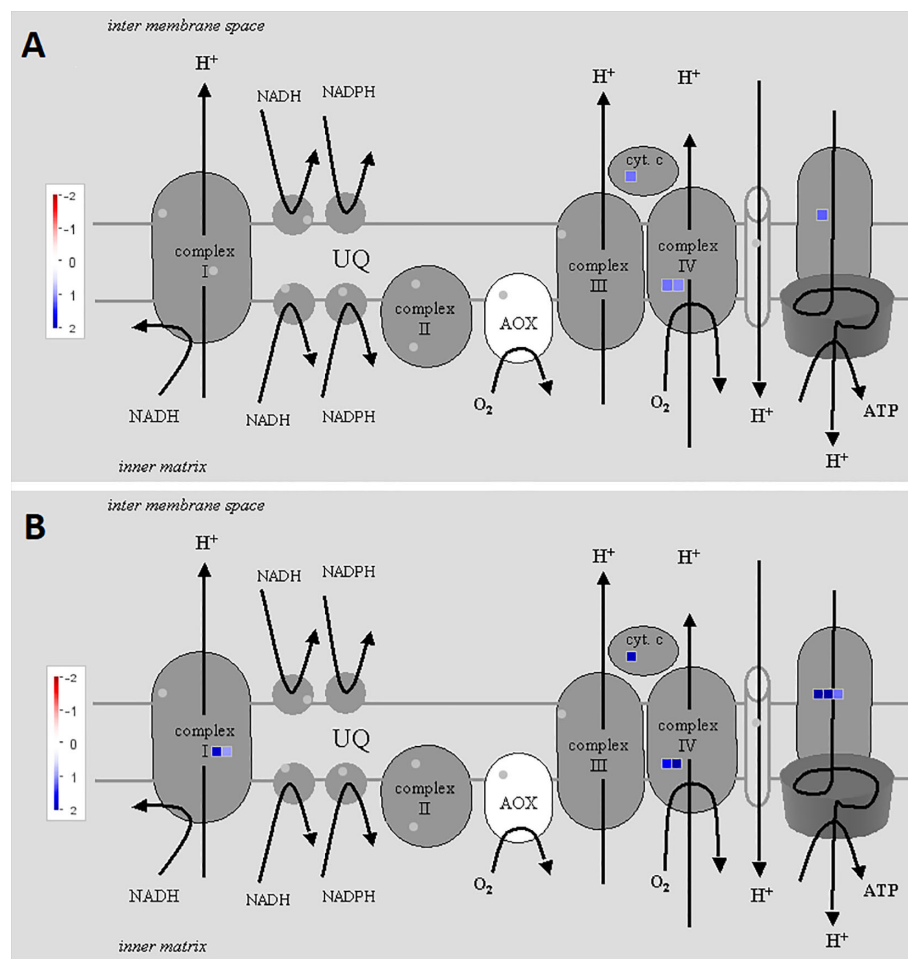 A
inter membrane space
H⁺
NADH
NADPH
H⁺
H⁺
cyt. c
-2
-1
0
1
2
complex
I
UQ
complex
II
AOX
complex
III
complex
IV
NADH
NADH
NADPH
O₂
O₂
H⁺
ATP
H⁺
inner matrix
B
inter membrane space
H⁺
NADH
NADPH
H⁺
H⁺
cyt. c
-2
-1
0
1
2
complex
I
UQ
complex
II
AOX
complex
III
complex
IV
NADH
NADH
NADPH
O₂
O₂
H⁺
ATP
H⁺
inner matrix